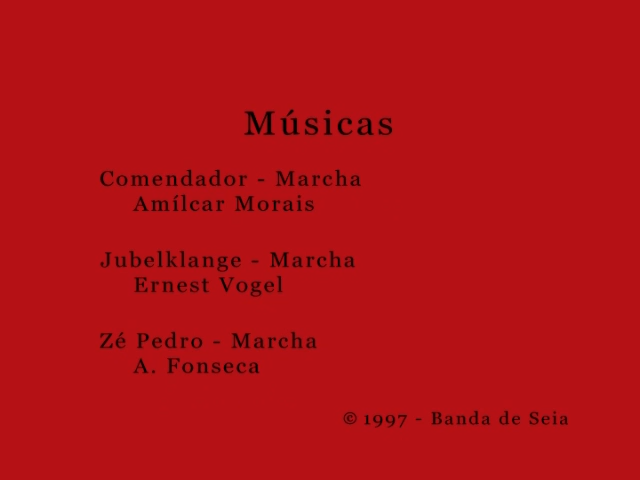 Músicas
Comendador - Marcha
Amílcar Morais
Jubelklange - Marcha
Ernest Vogel
Zé Pedro - Marcha
A. Fonseca
© 1997 - Banda de Seia